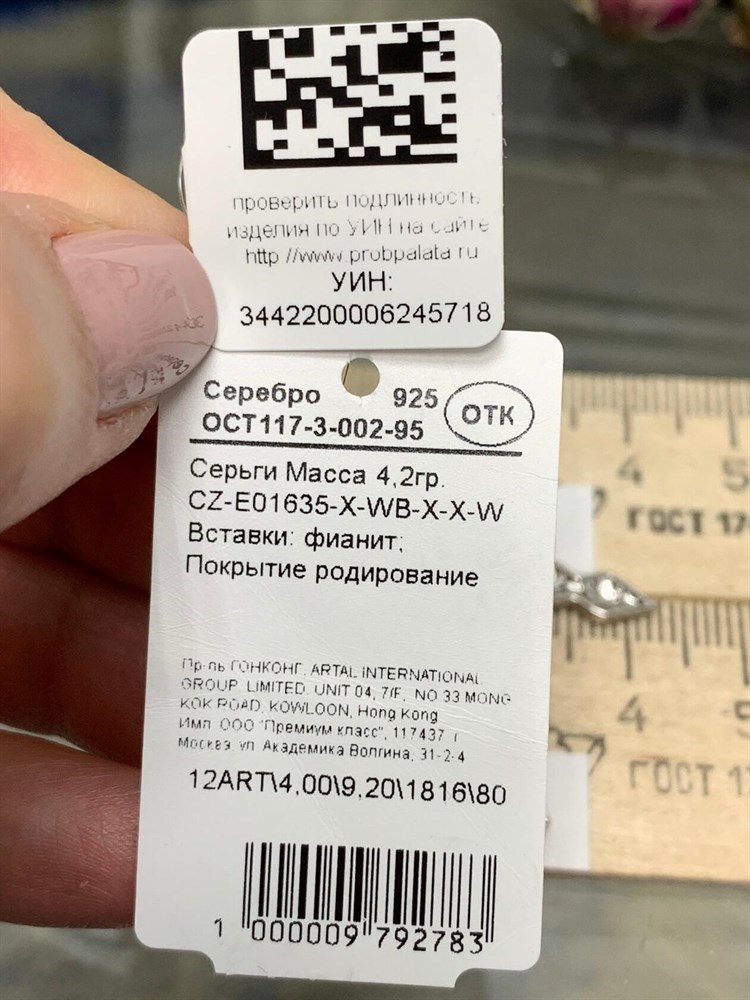 проверить подлинность
изделия по УИН на сайте
http //www.probpalata ru
УИН:
3442200006245718
Серебро 925 ОТК
ОСТ117-3-002-95
Серьги Масса 4,2гр.
CZ-E01635-X-WB-X-X-W
Вставки: фианит;
Покрытие родирование
Пр-ль ГОНКОНГ, ARTAL INTERNATIONAL
GROUP LIMITED. UNIT 04, 7/F, NO 33 MONG
KOK ROAD, KOWLOON, Hong Kong
Имп. ООО "Премиум класс", 117437 г
Москва, ул Академика Волгина, 31-2-4
12ART\4,00\9,20\1816\80
1 000009 792783
4 5
ГОСТ 17
4 5
ГОСТ 1